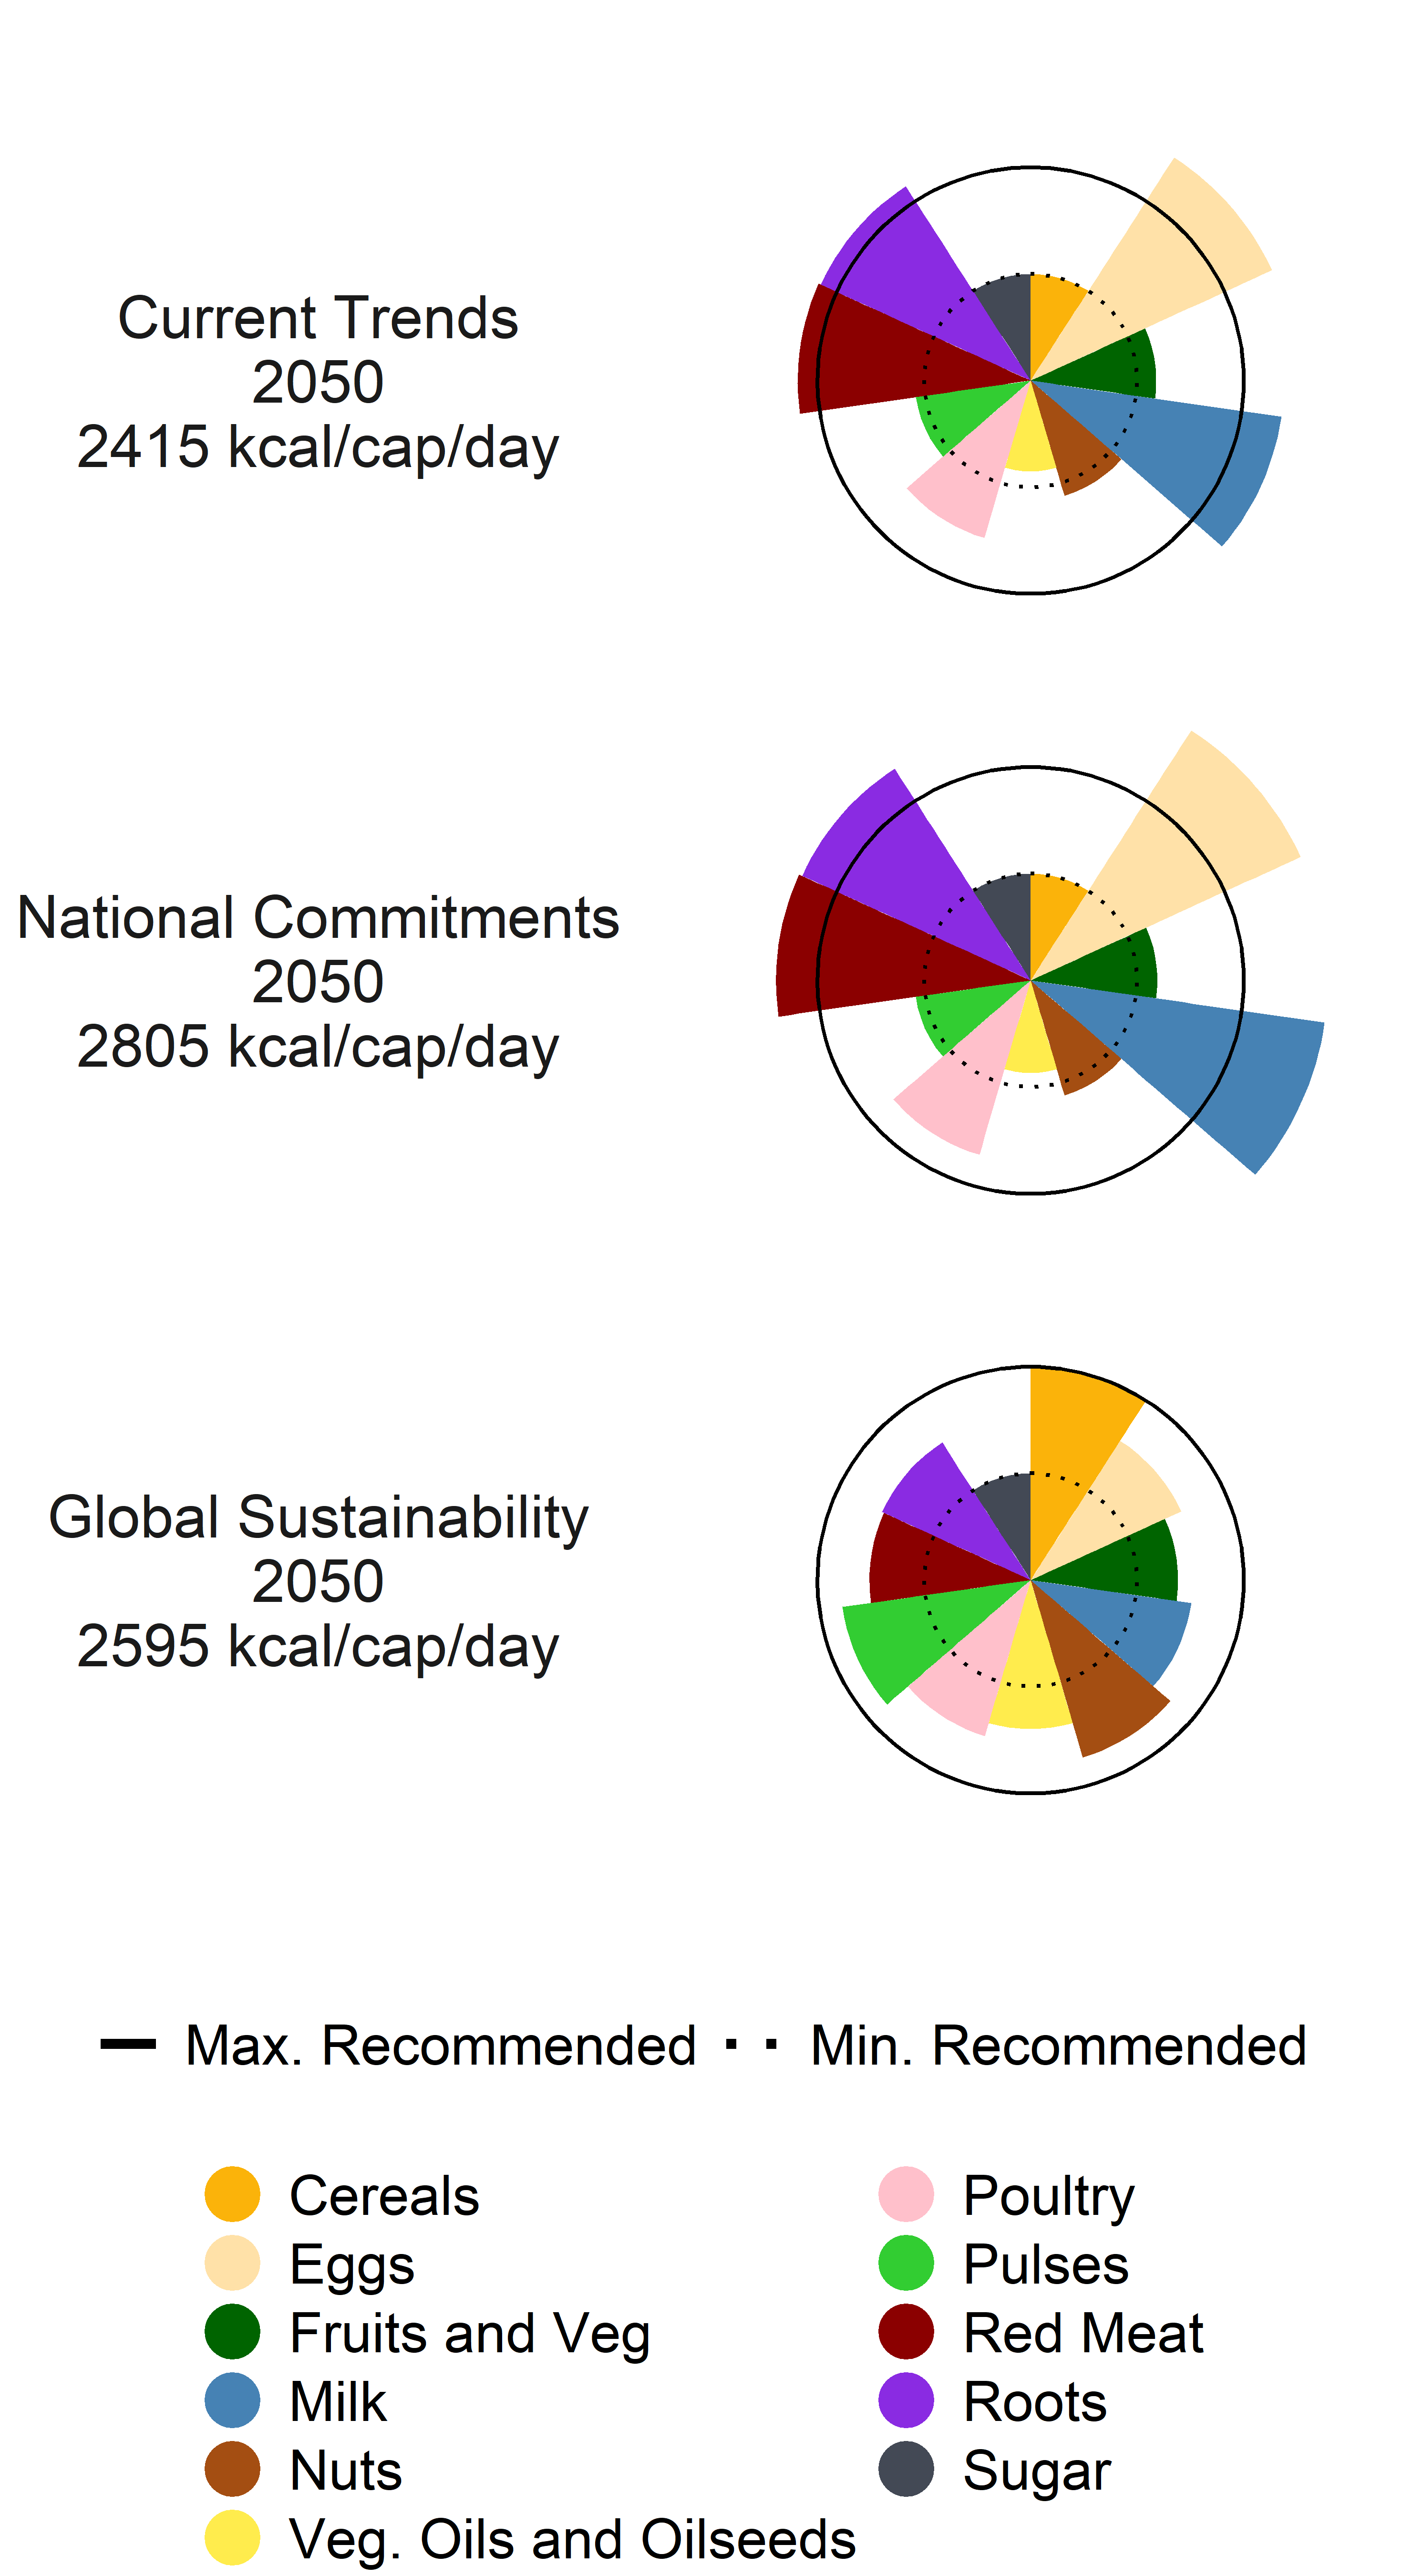 Current Trends
2050
2415 kcal/cap/day
National Commitments
2050
2805 kcal/cap/day
Global Sustainability
2050
2595 kcal/cap/day
Max. Recommended Min. Recommended
Cereals
Eggs
Fruits and Veg
Milk
Nuts
Veg. Oils and Oilseeds
Poultry
Pulses
Red Meat
Roots
Sugar